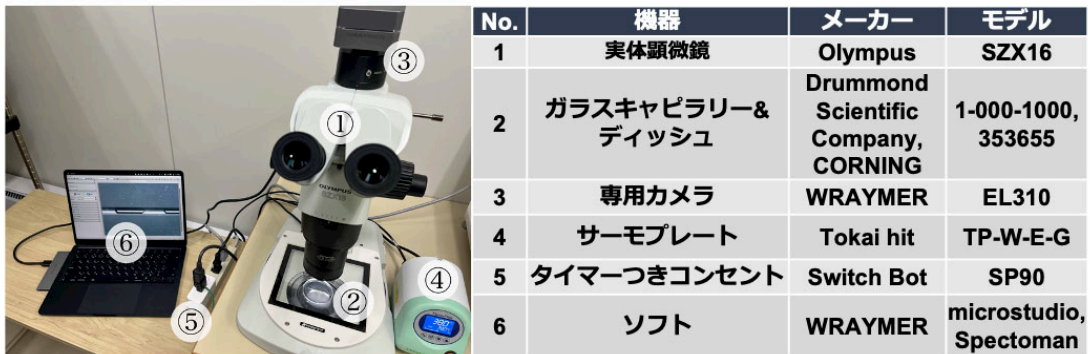 ③
①
OLYMPUS
⑥
④
②
⑤
No. 機器 メーカー モデル
1 実体顕微鏡 Olympus SZX16
2 ガラスキャピラリー&
ディッシュ
Drummond
Scientific
Company,
CORNING
1-000-1000,
353655
3 専用カメラ WRAYMER EL310
4 サーモプレート Tokai hit TP-W-E-G
5 タイマーつきコンセント Switch Bot SP90
6 ソフト WRAYMER microstudio,
Spectoman